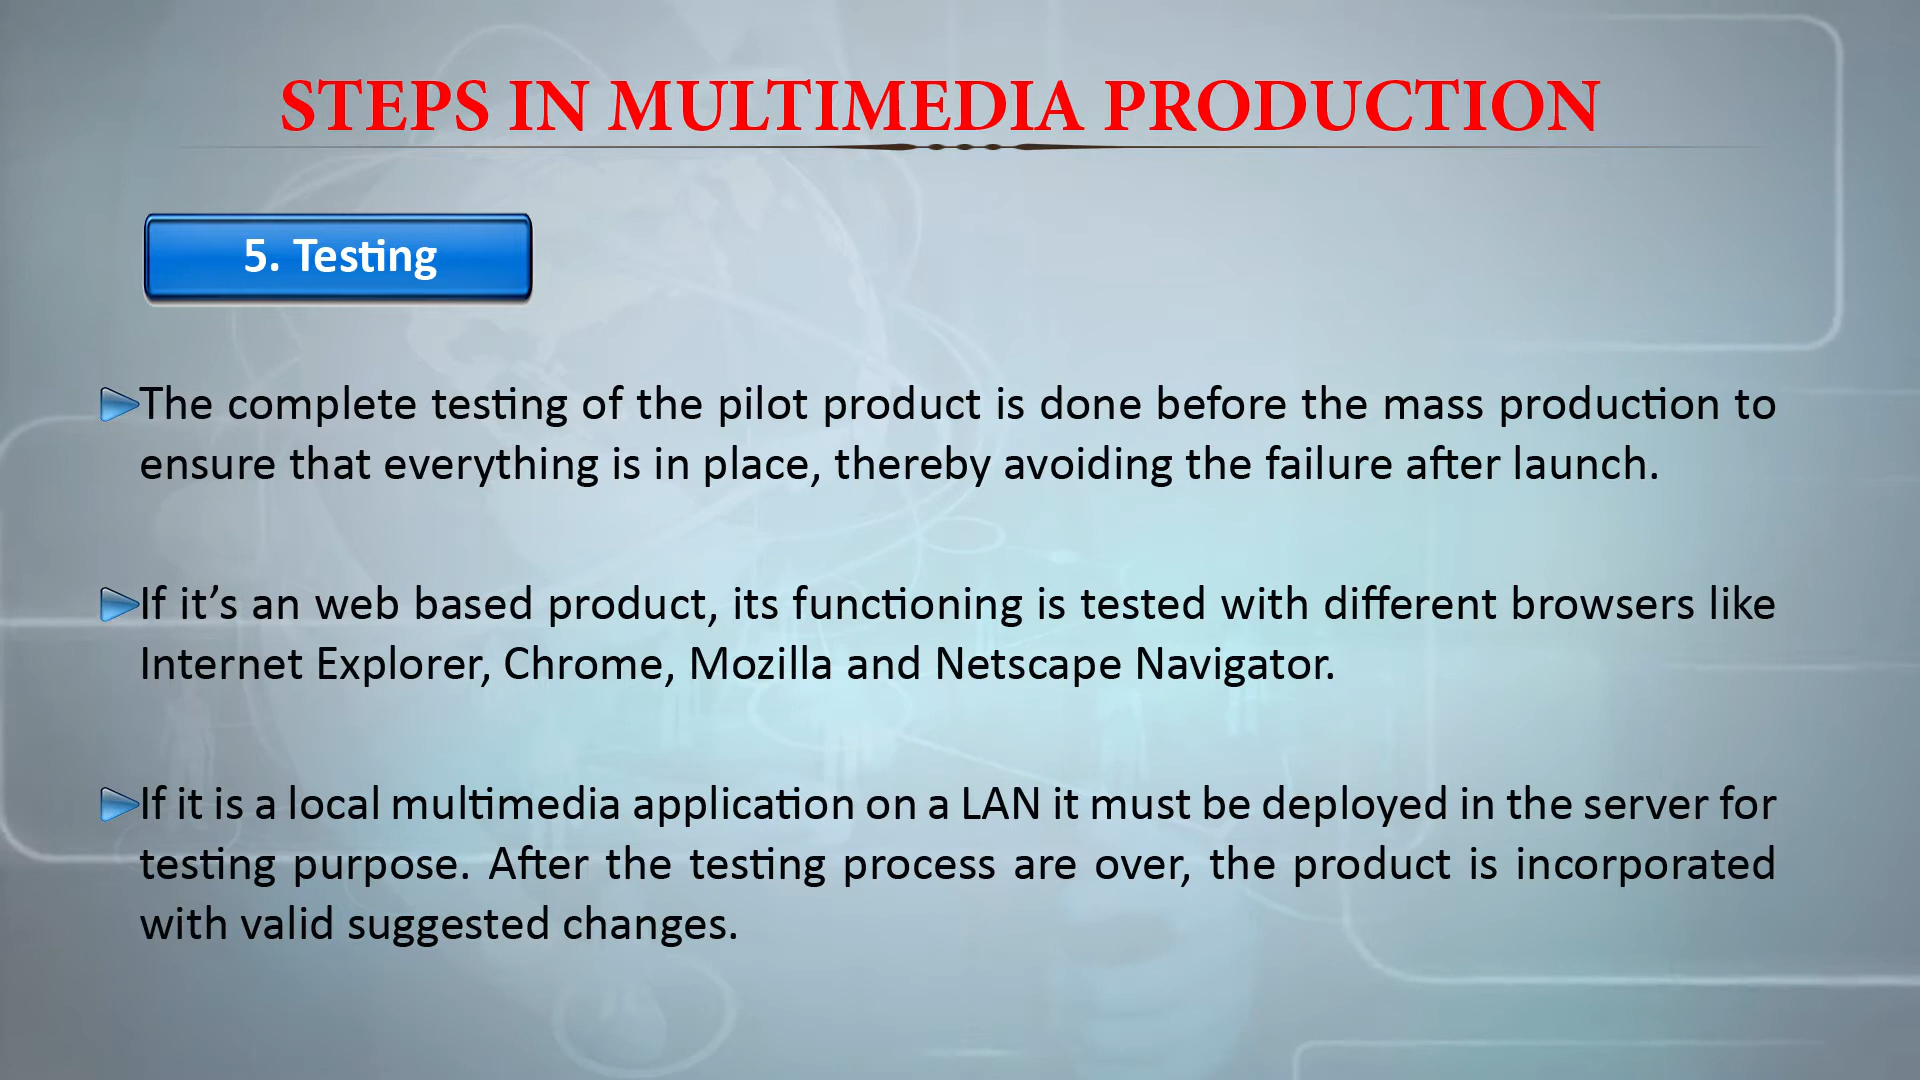 STEPS IN MULTIMEDIA PRODUCTION
5. Testing
The complete testing of the pilot product is done before the mass production to
ensure that everything is in place, thereby avoiding the failure after launch.
If it’s an web based product, its functioning is tested with different browsers like
Internet Explorer, Chrome, Mozilla and Netscape Navigator.
If it is a local multimedia application on a LAN it must be deployed in the server for
testing purpose. After the testing process are over, the product is incorporated
with valid suggested changes.